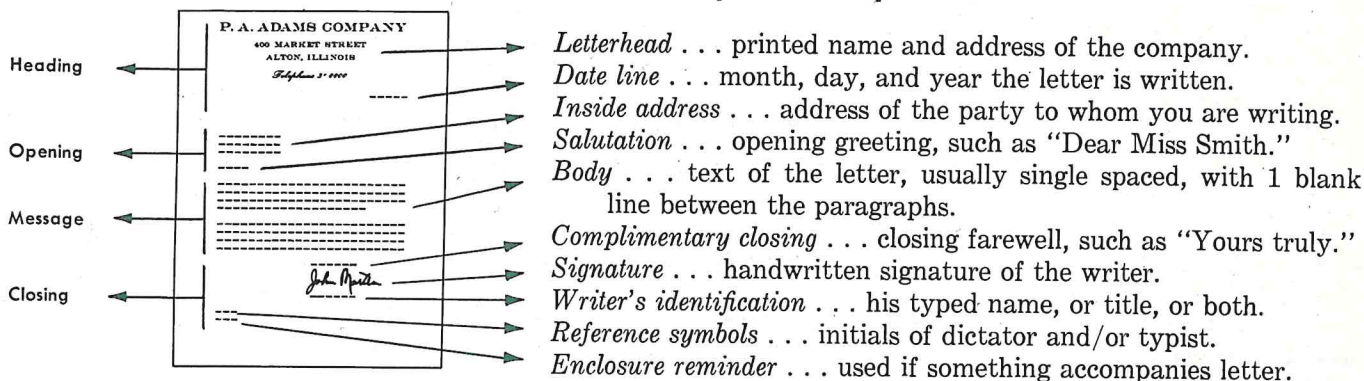 P. A. ADAMS COMPANY
400 MARKET STREET
ALTON, ILLINOIS
Telephone 3-0000
Heading
Opening
Message
Closing
John Martin
Letterhead . . . printed name and address of the company.
Date line . . . month, day, and year the letter is written.
Inside address . . . address of the party to whom you are writing.
Salutation . . . opening greeting, such as “Dear Miss Smith.”
Body . . . text of the letter, usually single spaced, with 1 blank
line between the paragraphs.
Complimentary closing . . . closing farewell, such as “Yours truly.”
Signature . . . handwritten signature of the writer.
Writer’s identification . . . his typed name, or title, or both.
Reference symbols . . . initials of dictator and/or typist.
Enclosure reminder . . . used if something accompanies letter.